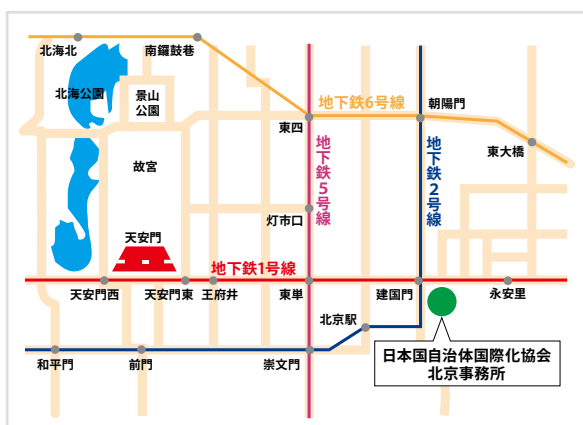 北海北
南鑼鼓巷
北海公園
景山
公園
地下鉄6号線
朝陽門
東四
東大橋
故宮
地下鉄5号線
地下鉄2号線
灯市口
天安門
地下鉄1号線
天安門西
天安門東
王府井
東単
建国門
永安里
北京駅
和平門
前門
崇文門
日本国自治体国際化協会
北京事務所